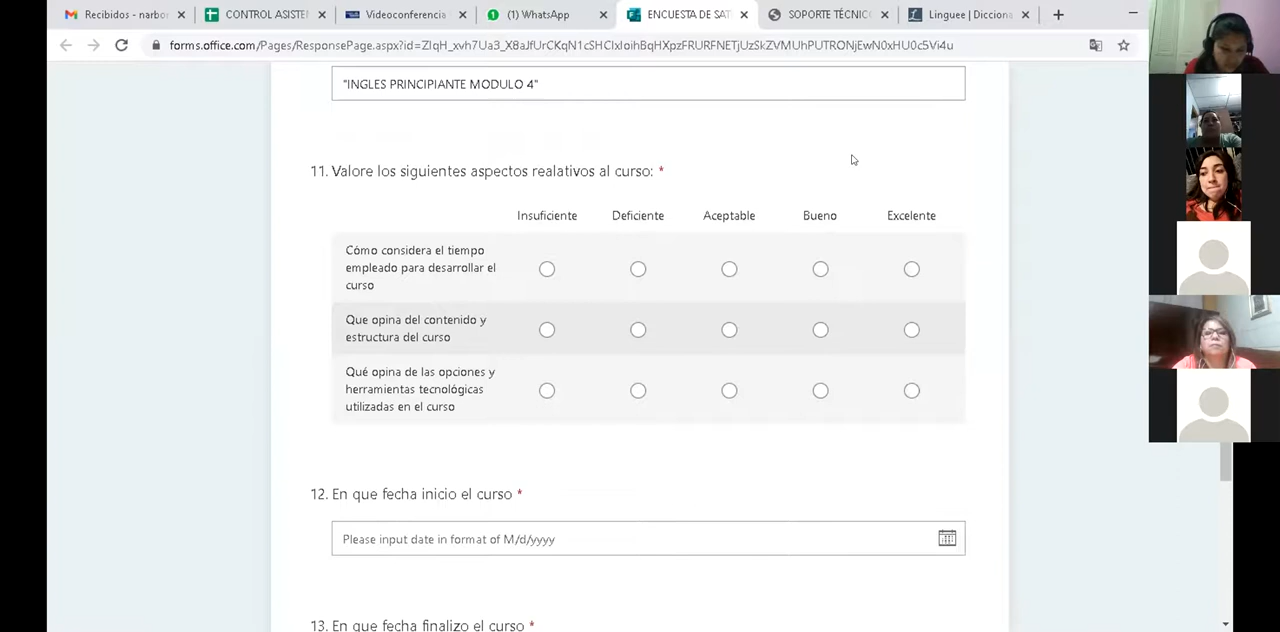 Recibidos - narbor
CONTROL ASISTE
Videoconferencia
(1) WhatsApp
ENCUESTA DE SAT
SOPORTE TÉCNIC
Linguee | Dicciona
forms.office.com/Pages/ResponsePage.aspx?id=ZIqH_xvh7Ua3_X8aJfUrCKqN1cSHCIxJoihBqHXpzFRURFNETjUzSkZVMUhPUTRONjEwN0xHU0c5Vi4u
"INGLES PRINCIPIANTE MODULO 4"
11. Valore los siguientes aspectos realativos al curso: *
Insuficiente Deficiente Aceptable Bueno Excelente
Cómo considera el tiempo
empleado para desarrollar el
curso
Que opina del contenido y
estructura del curso
Qué opina de las opciones y
herramientas tecnológicas
utilizadas en el curso
12. En que fecha inicio el curso *
Please input date in format of M/d/yyyy
13. En que fecha finalizo el curso *